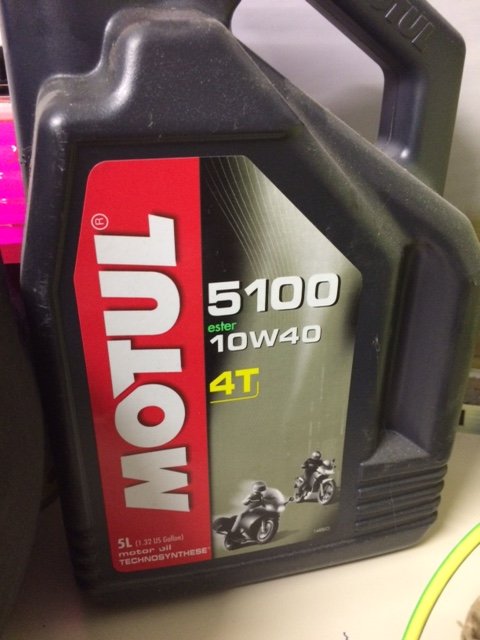 MOTUL®
5100
ester
10W40
4T
5L (1.32 US Gallon)
motor oil
TECHNOSYNTHESE®